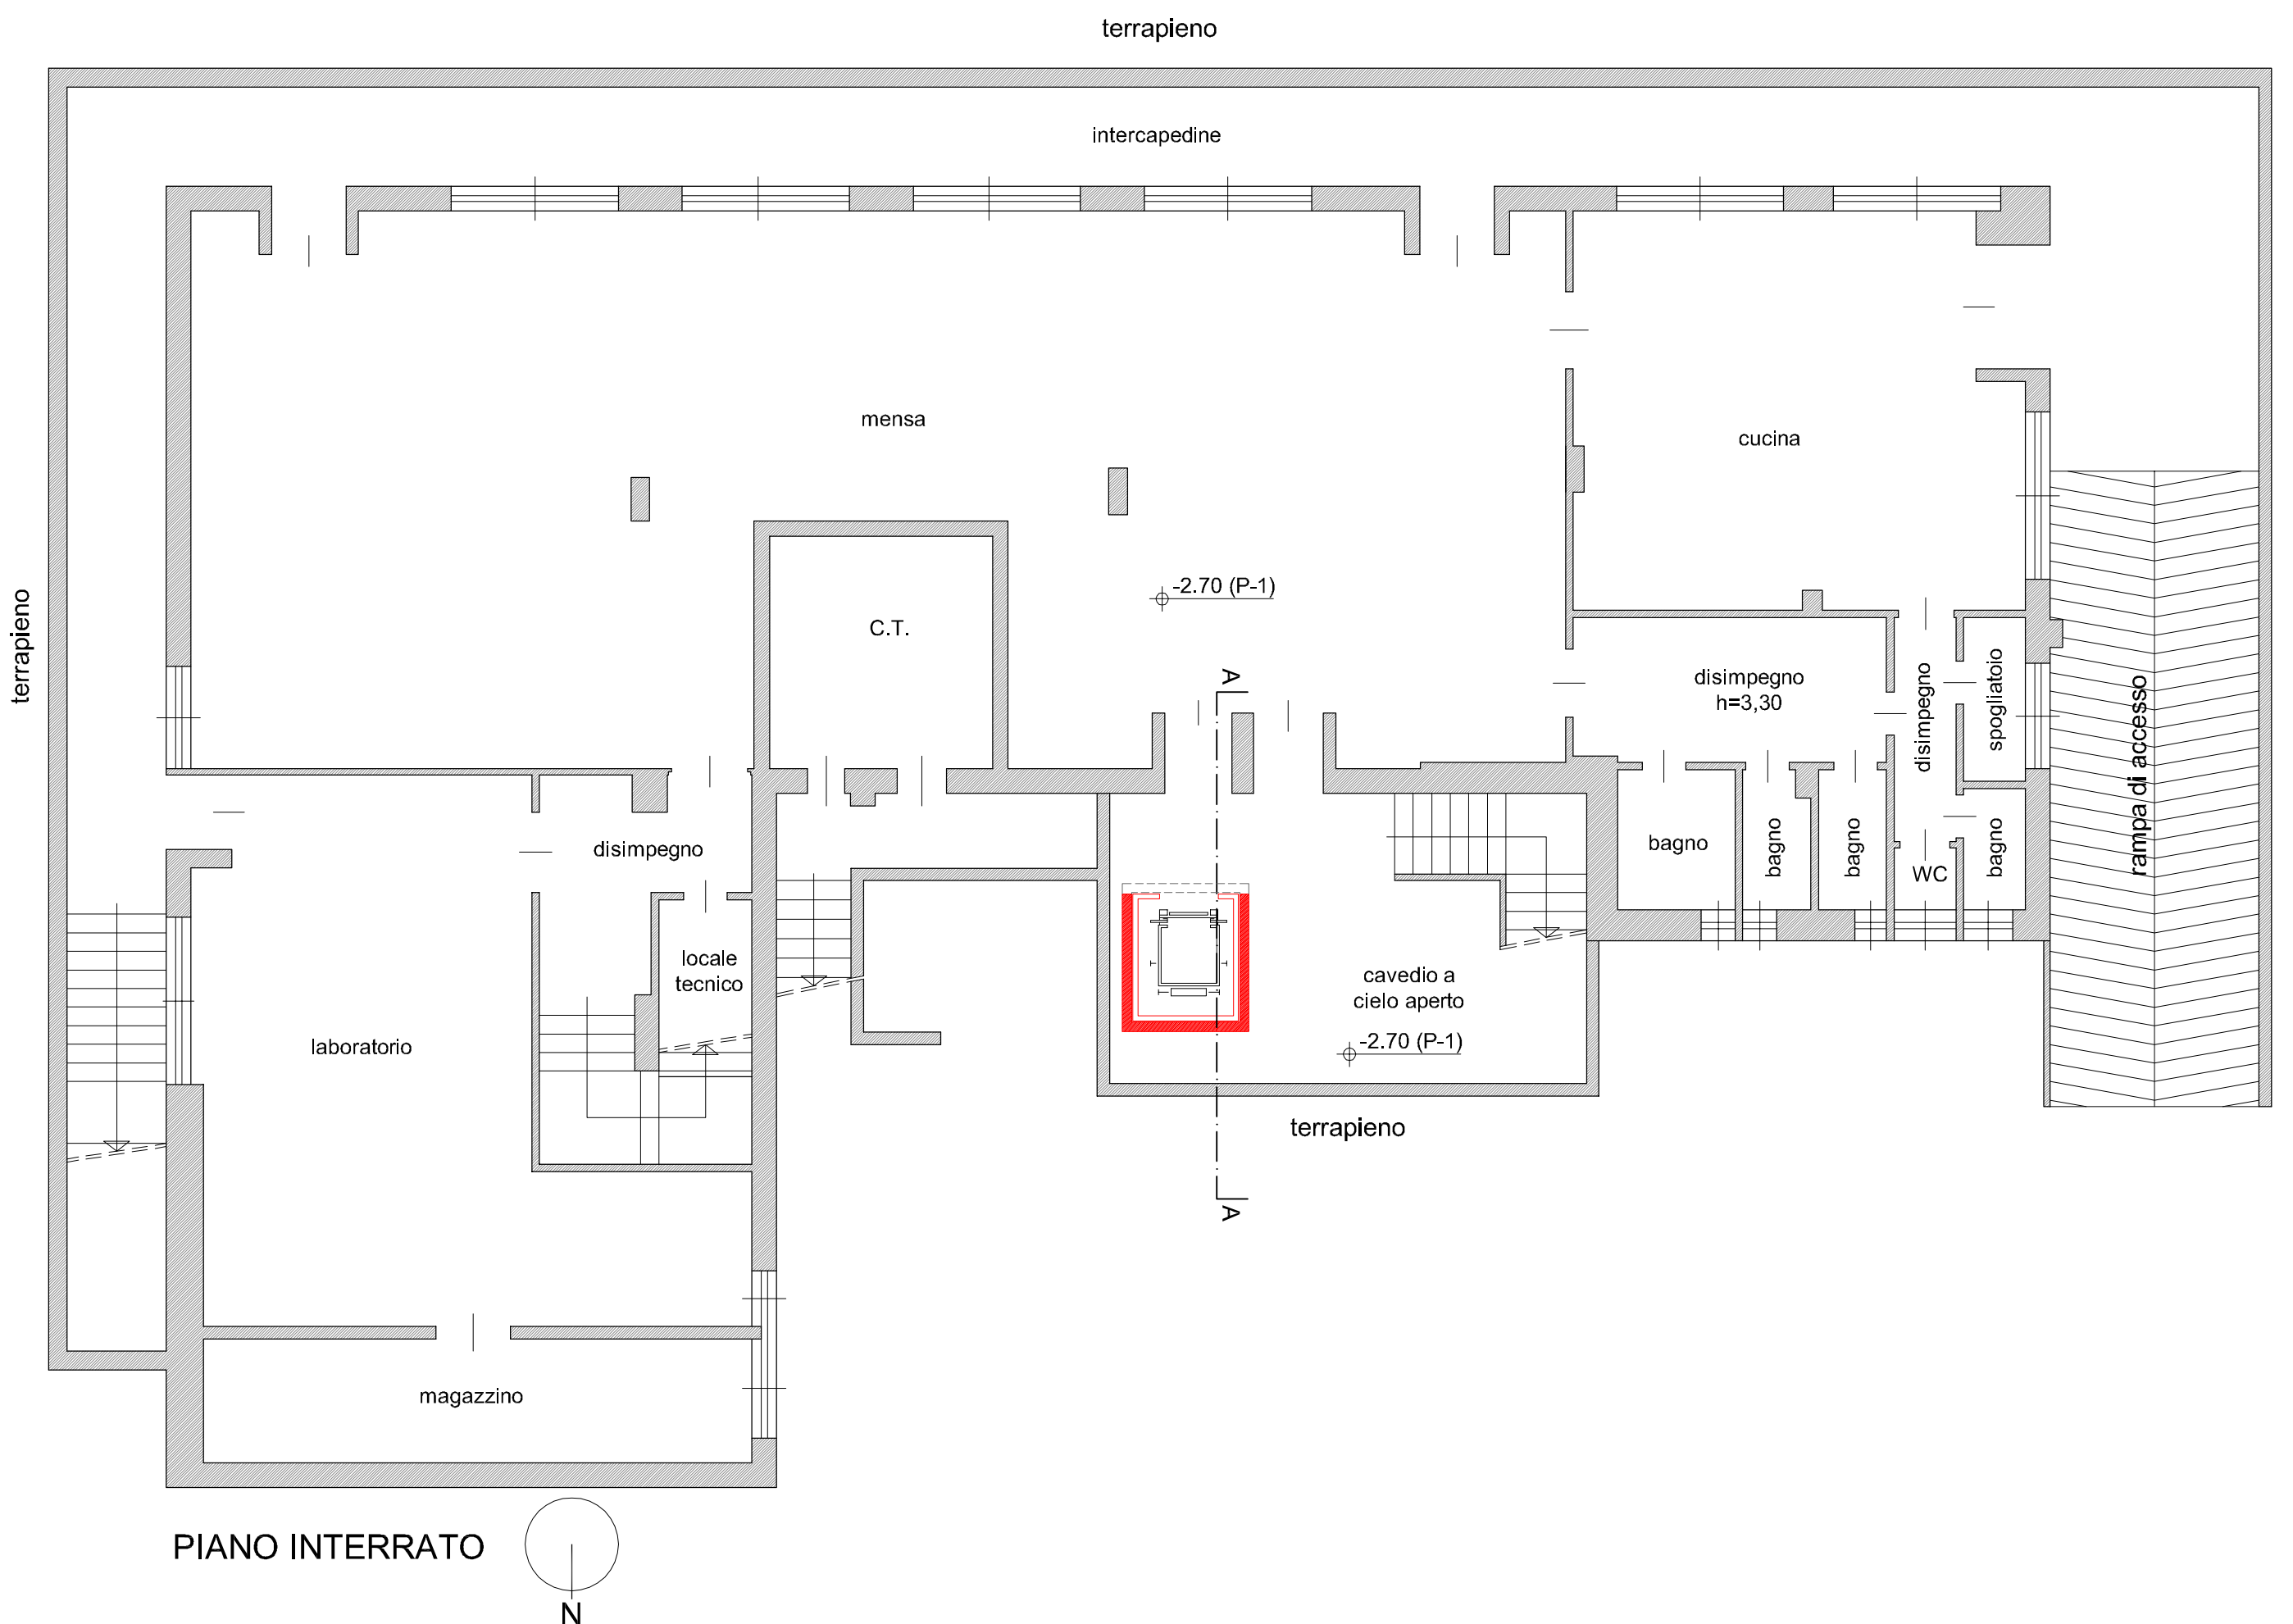 terrapieno
intercapedine
mensa
cucina
terrapieno
-2.70 (P-1)
C.T.
A
disimpegno
h=3,30
disimpegno
spogliatoio
rampa di accesso
disimpegno
bagno
bagno
bagno
WC
bagno
locale
tecnico
cavedio a
cielo aperto
-2.70 (P-1)
laboratorio
terrapieno
A
magazzino
PIANO INTERRATO
N